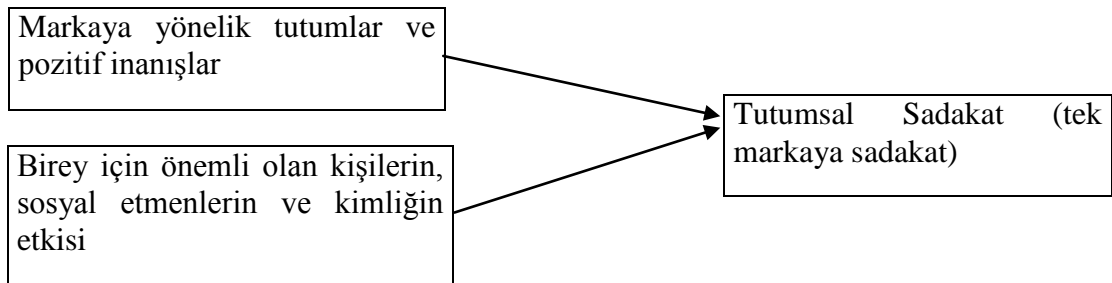 Markaya yönelik tutumlar ve
pozitif inanışlar
Birey için önemli olan kişilerin,
sosyal etmenlerin ve kimliğin
etkisi
Tutumsal Sadakat (tek
markaya sadakat)